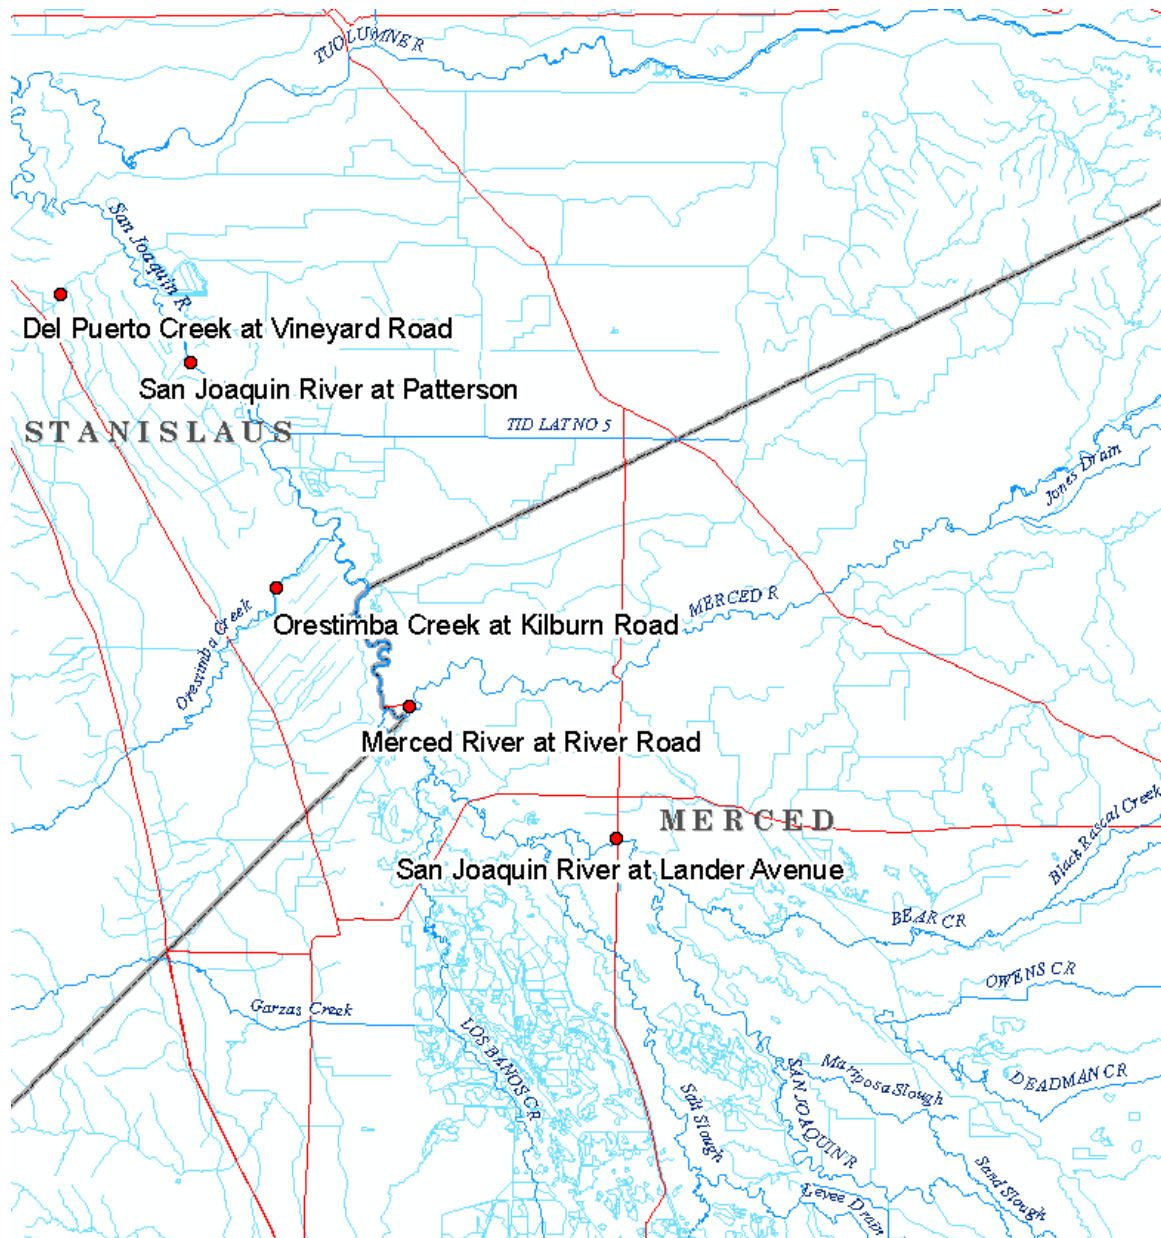 TUOLUMNE R
San Joaquin R
Del Puerto Creek at Vineyard Road
San Joaquin River at Patterson
STANISLAUS
TID LAT NO 5
Jones Drain
MERCED R
Orestimba Creek
Orestimba Creek at Kilburn Road
Merced River at River Road
MERCED
Black Rascal Creek
San Joaquin River at Lander Avenue
BEAR CR
OWENS CR
Garzas Creek
LOS BANOS CR
Mariposa Slough
DEADMAN CR
Salt Slough
SAN JOAQUIN R
Sand Slough
Levee Drain